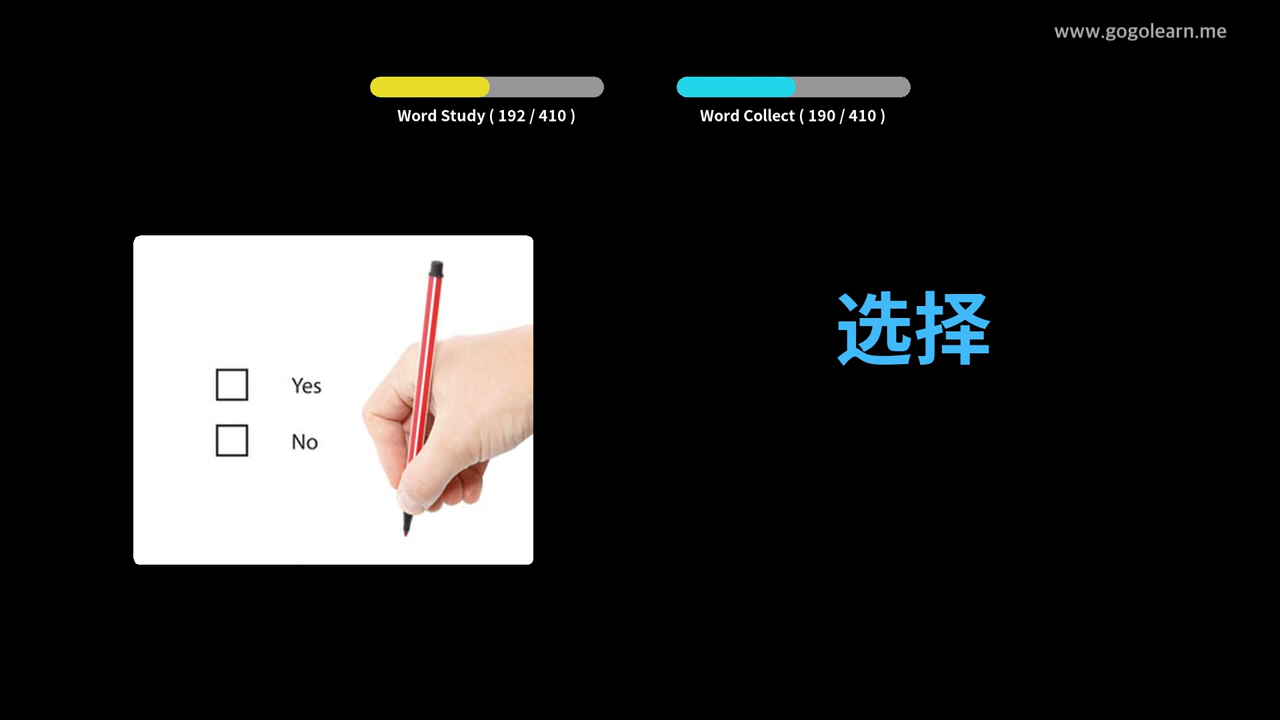 www.gogolearn.me
Word Study ( 192 / 410 )
Word Collect ( 190 / 410 )
选择
Yes
No